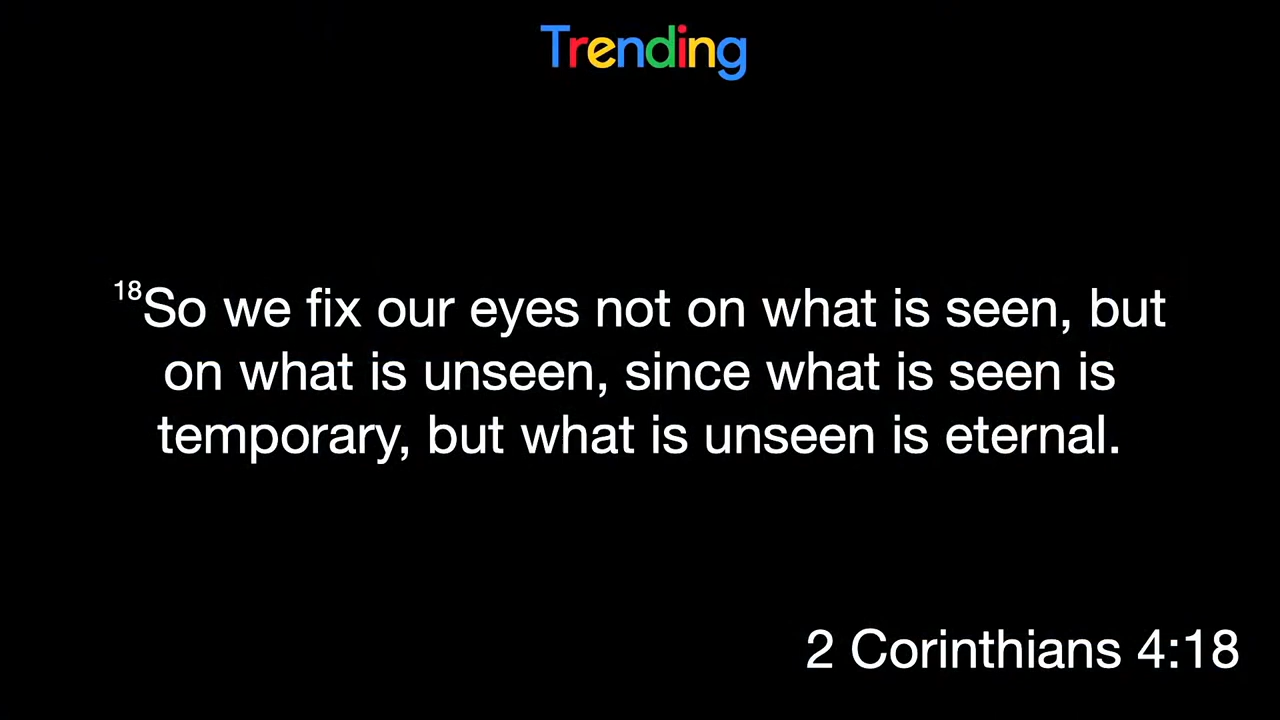 Trending
18So we fix our eyes not on what is seen, but
on what is unseen, since what is seen is
temporary, but what is unseen is eternal.
2 Corinthians 4:18